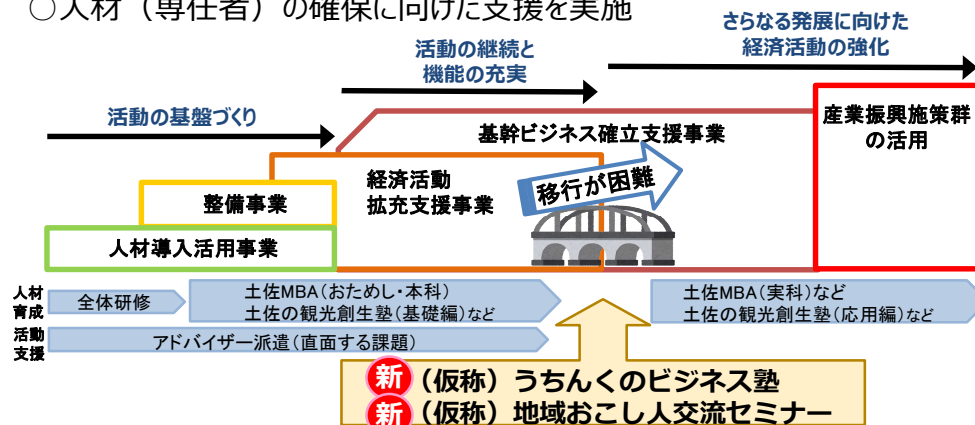 ○人材（専任者）の確保に向けた支援を実施
さらなる発展に向けた
経済活動の強化
活動の継続と
機能の充実
活動の基盤づくり
産業振興施策群
の活用
基幹ビジネス確立支援事業
経済活動
拡充支援事業
移行が困難
整備事業
人材導入活用事業
人材
育成
全体研修
土佐MBA（おためし・本科）
土佐の観光創生塾（基礎編）など
土佐MBA（実科）など
土佐の観光創生塾（応用編）など
活動
支援
アドバイザー派遣（直面する課題）
新（仮称）うちんくのビジネス塾
新（仮称）地域おこし人交流セミナー